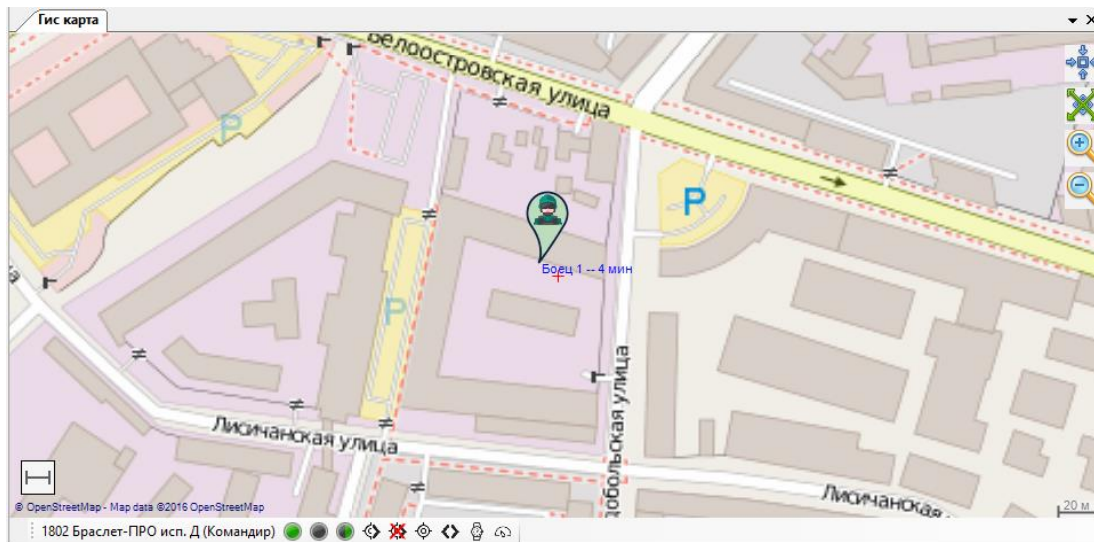 Гис карта
Белоостровская улица
P
P
Боец 1 -- 4 мин
P
добольская улица
Лисичанская улица
Лисичанская
20 м
© OpenStreetMap - Map data ©2016 OpenStreetMap
1802 Браслет-ПРО исп. Д (Командир)